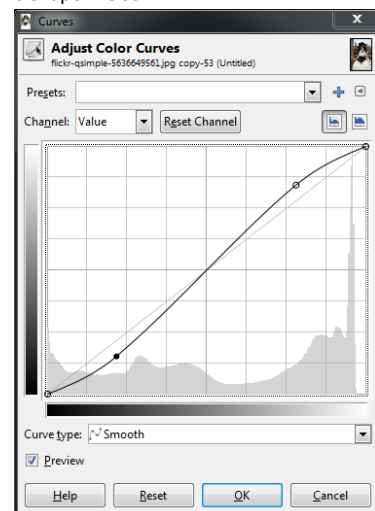 Curves
X
Adjust Color Curves
flickr-qsimple-5636649561.jpg copy-53 (Untitled)
Presets:
Channel: Value Reset Channel
Curve type: Smooth
Preview
Help Reset OK Cancel